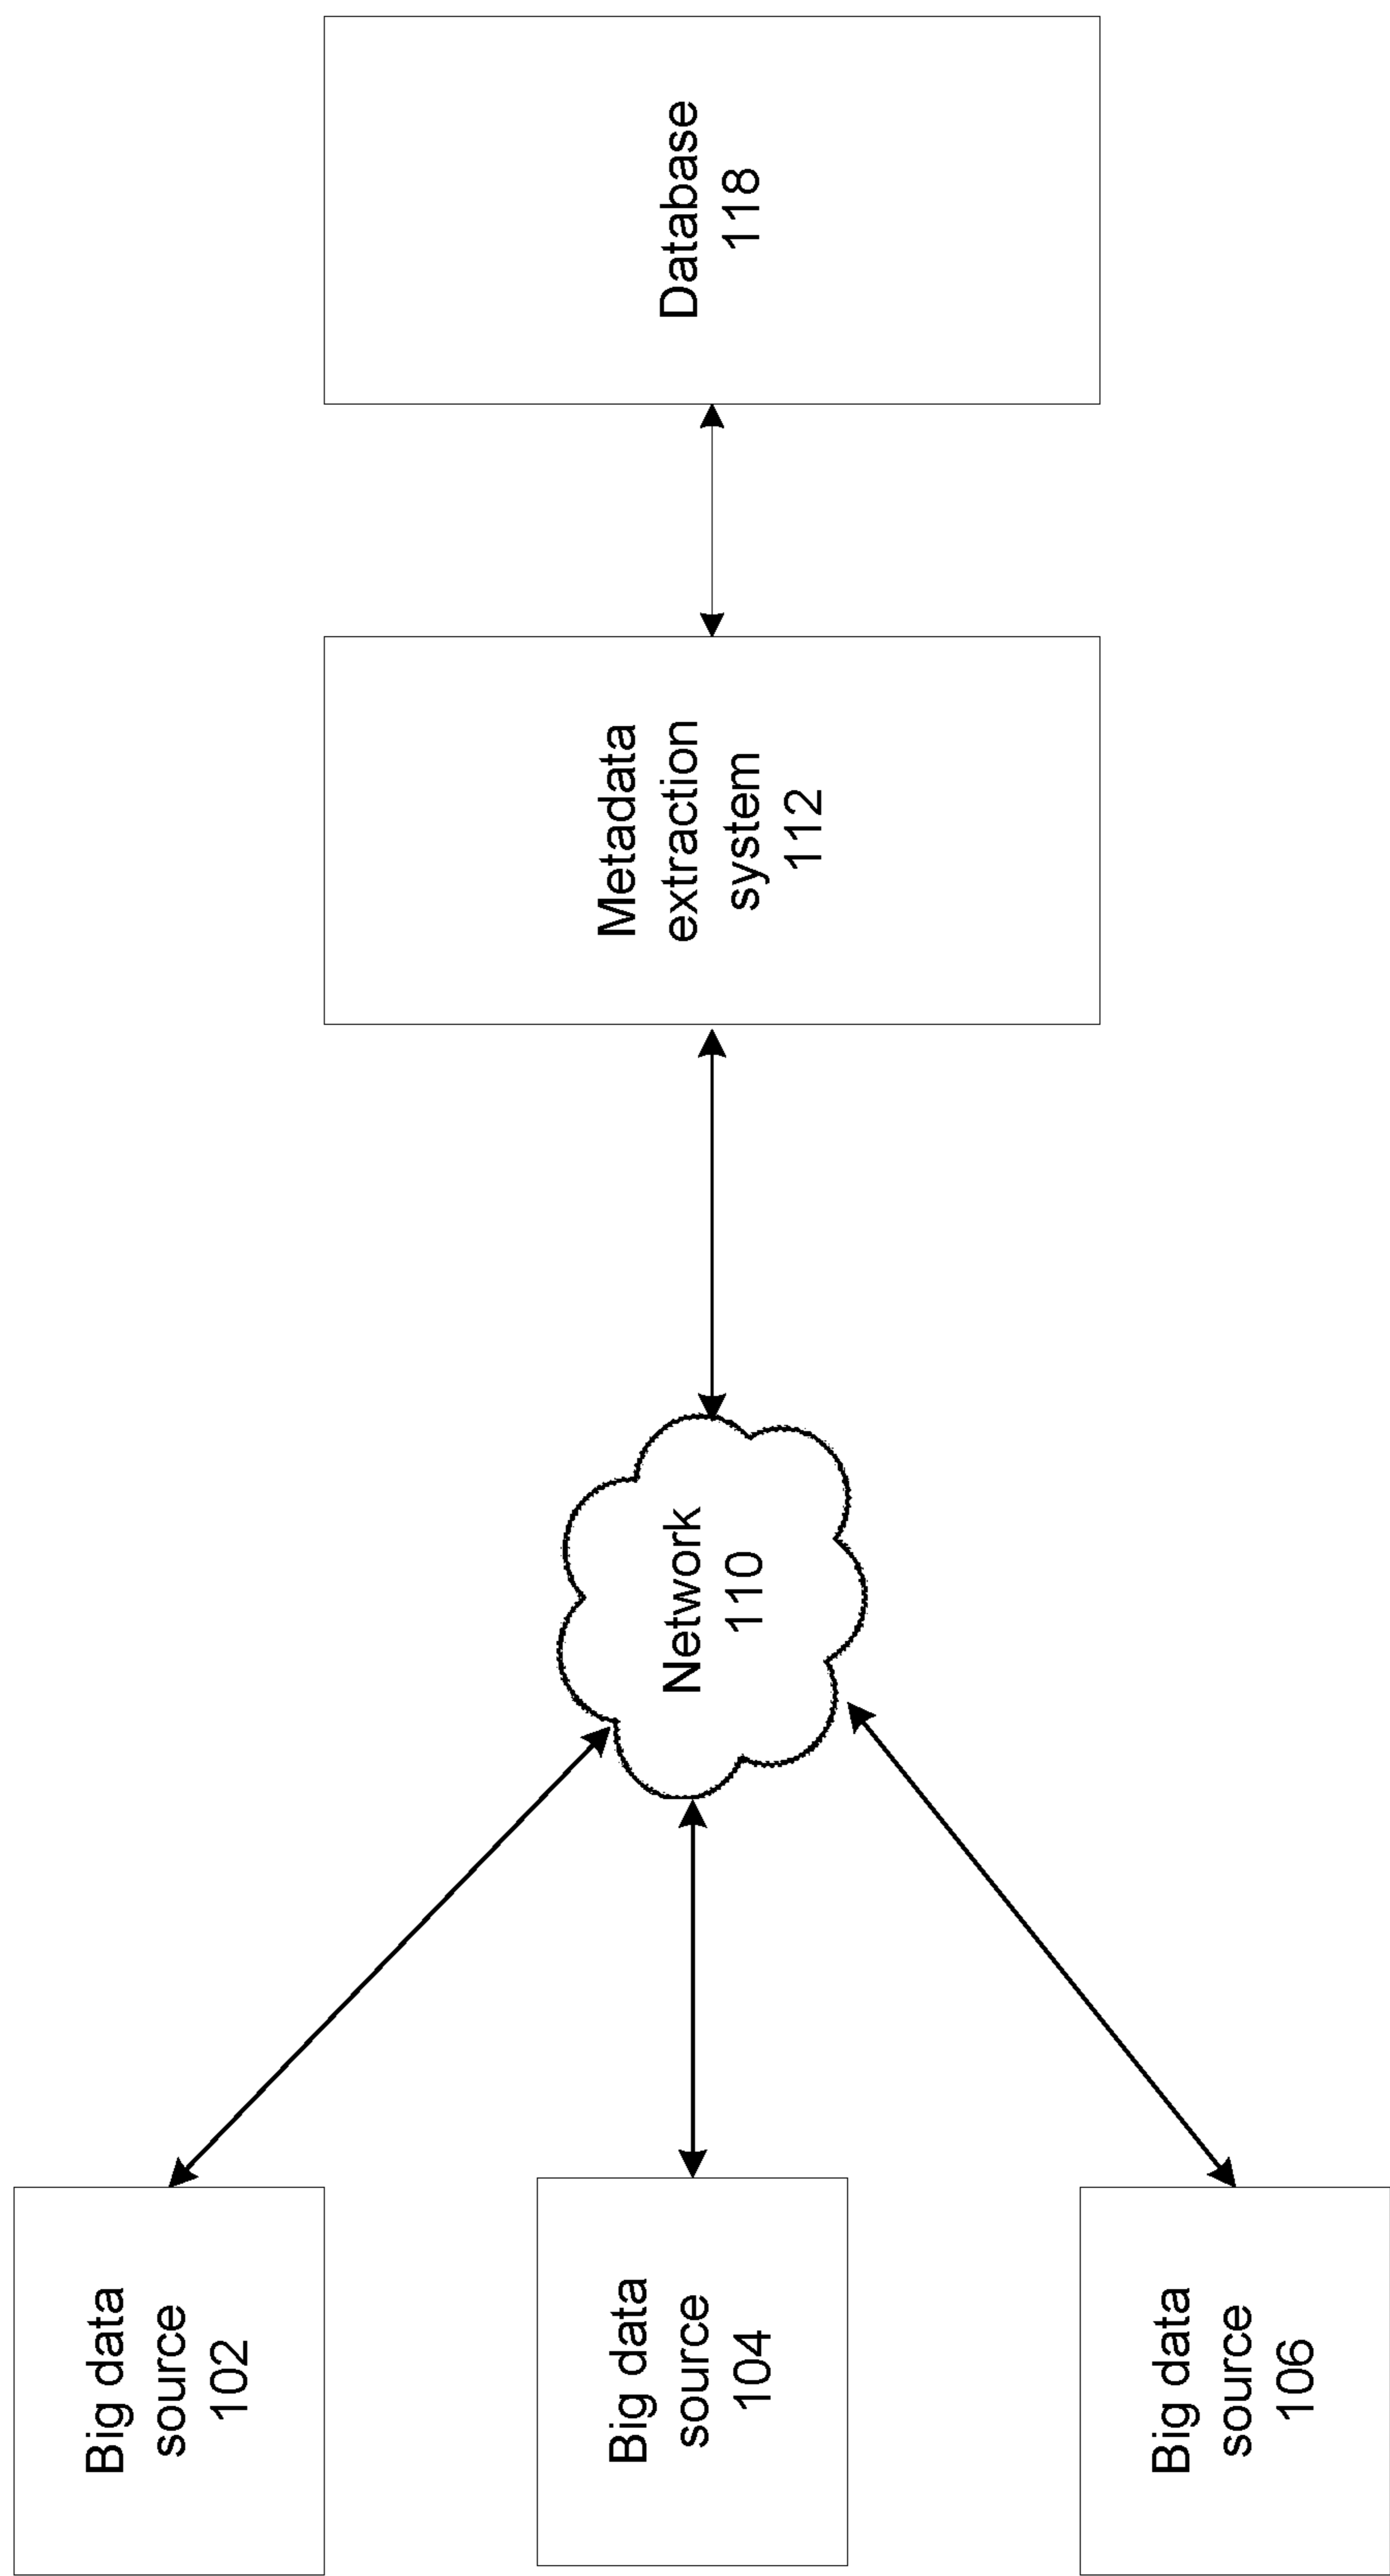 Big data
source
102
Big data
source
104
Big data
source
106
Network
110
Metadata
extraction
system
112
Database
118